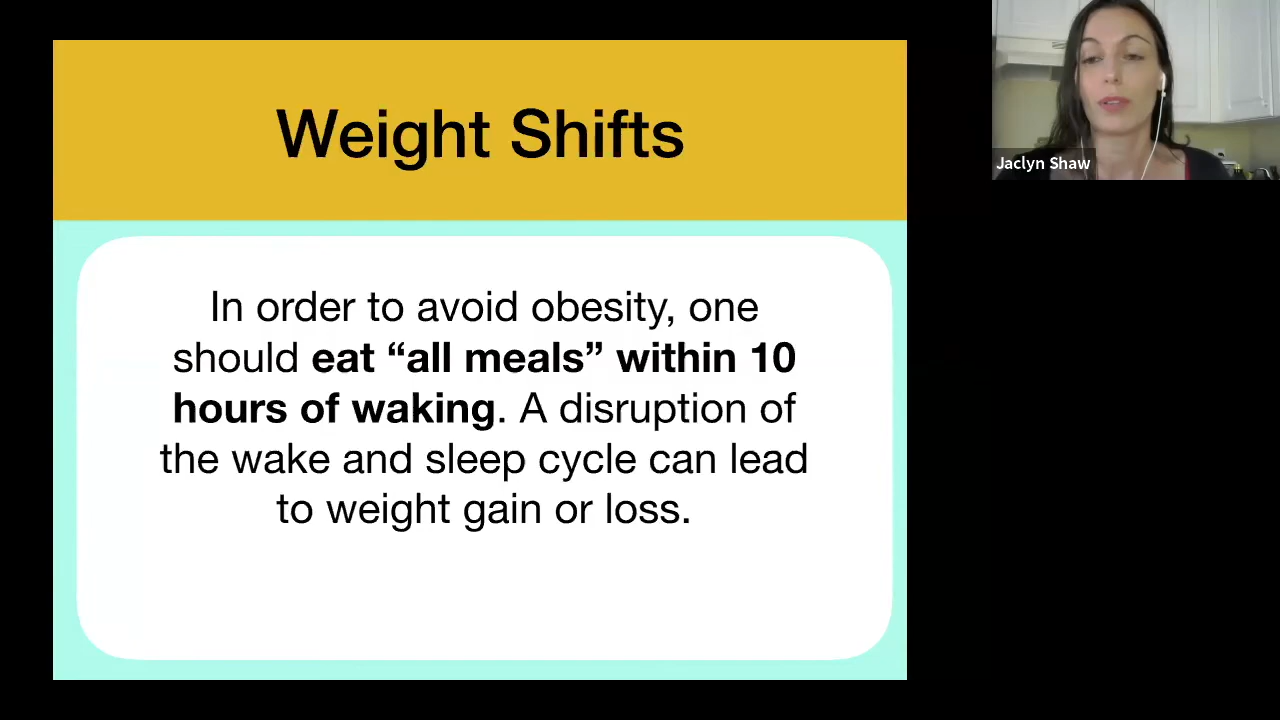 Weight Shifts
In order to avoid obesity, one
should eat “all meals” within 10
hours of waking. A disruption of
the wake and sleep cycle can lead
to weight gain or loss.
Jaclyn Shaw